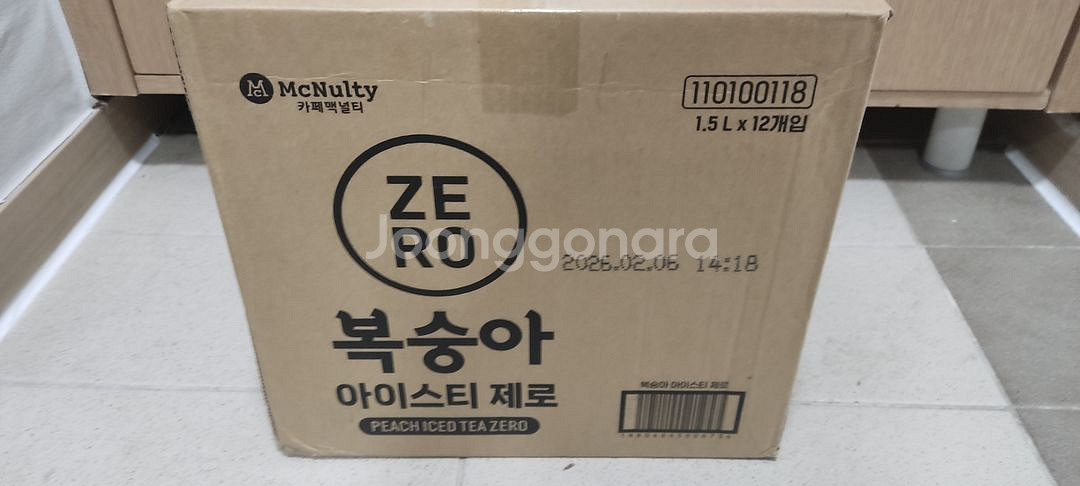 McNulty
카페맥널티
110100118
1.5 L x 12개입
ZE
RO
Joonggonara
2026.02.06 14:18
복숭아
아이스티 제로
PEACH ICED TEA ZERO
복숭아 아이스티 제로